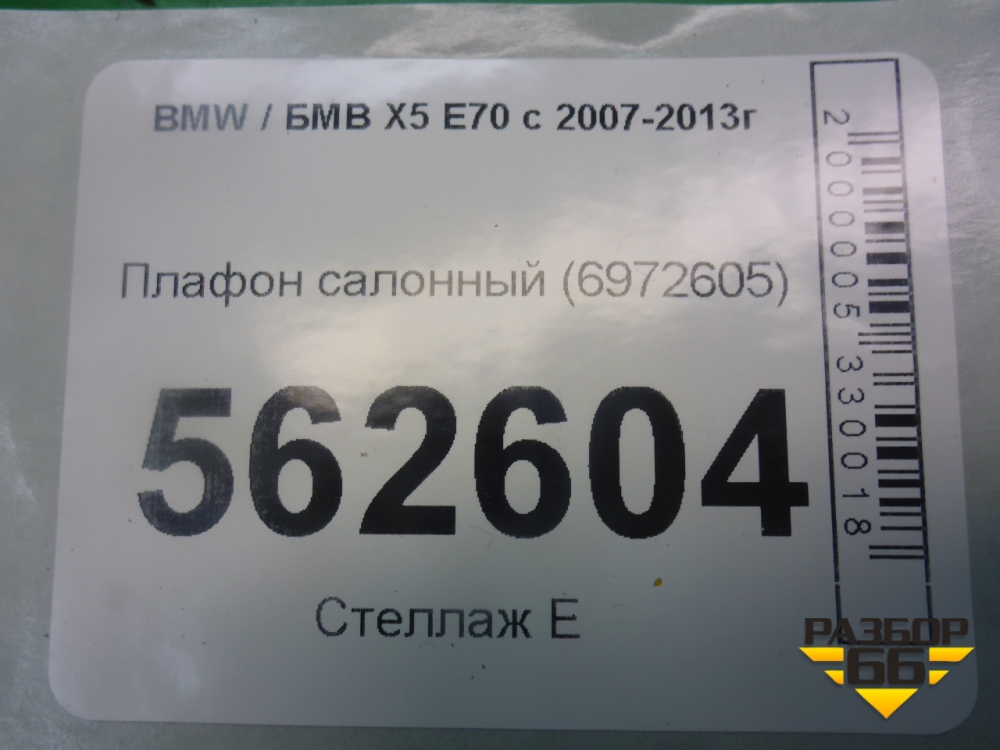 BMW / БМВ X5 E70 с 2007-2013г
Плафон салонный (6972605)
562604
Стеллаж Е
2000005330018
РАЗБОР
66